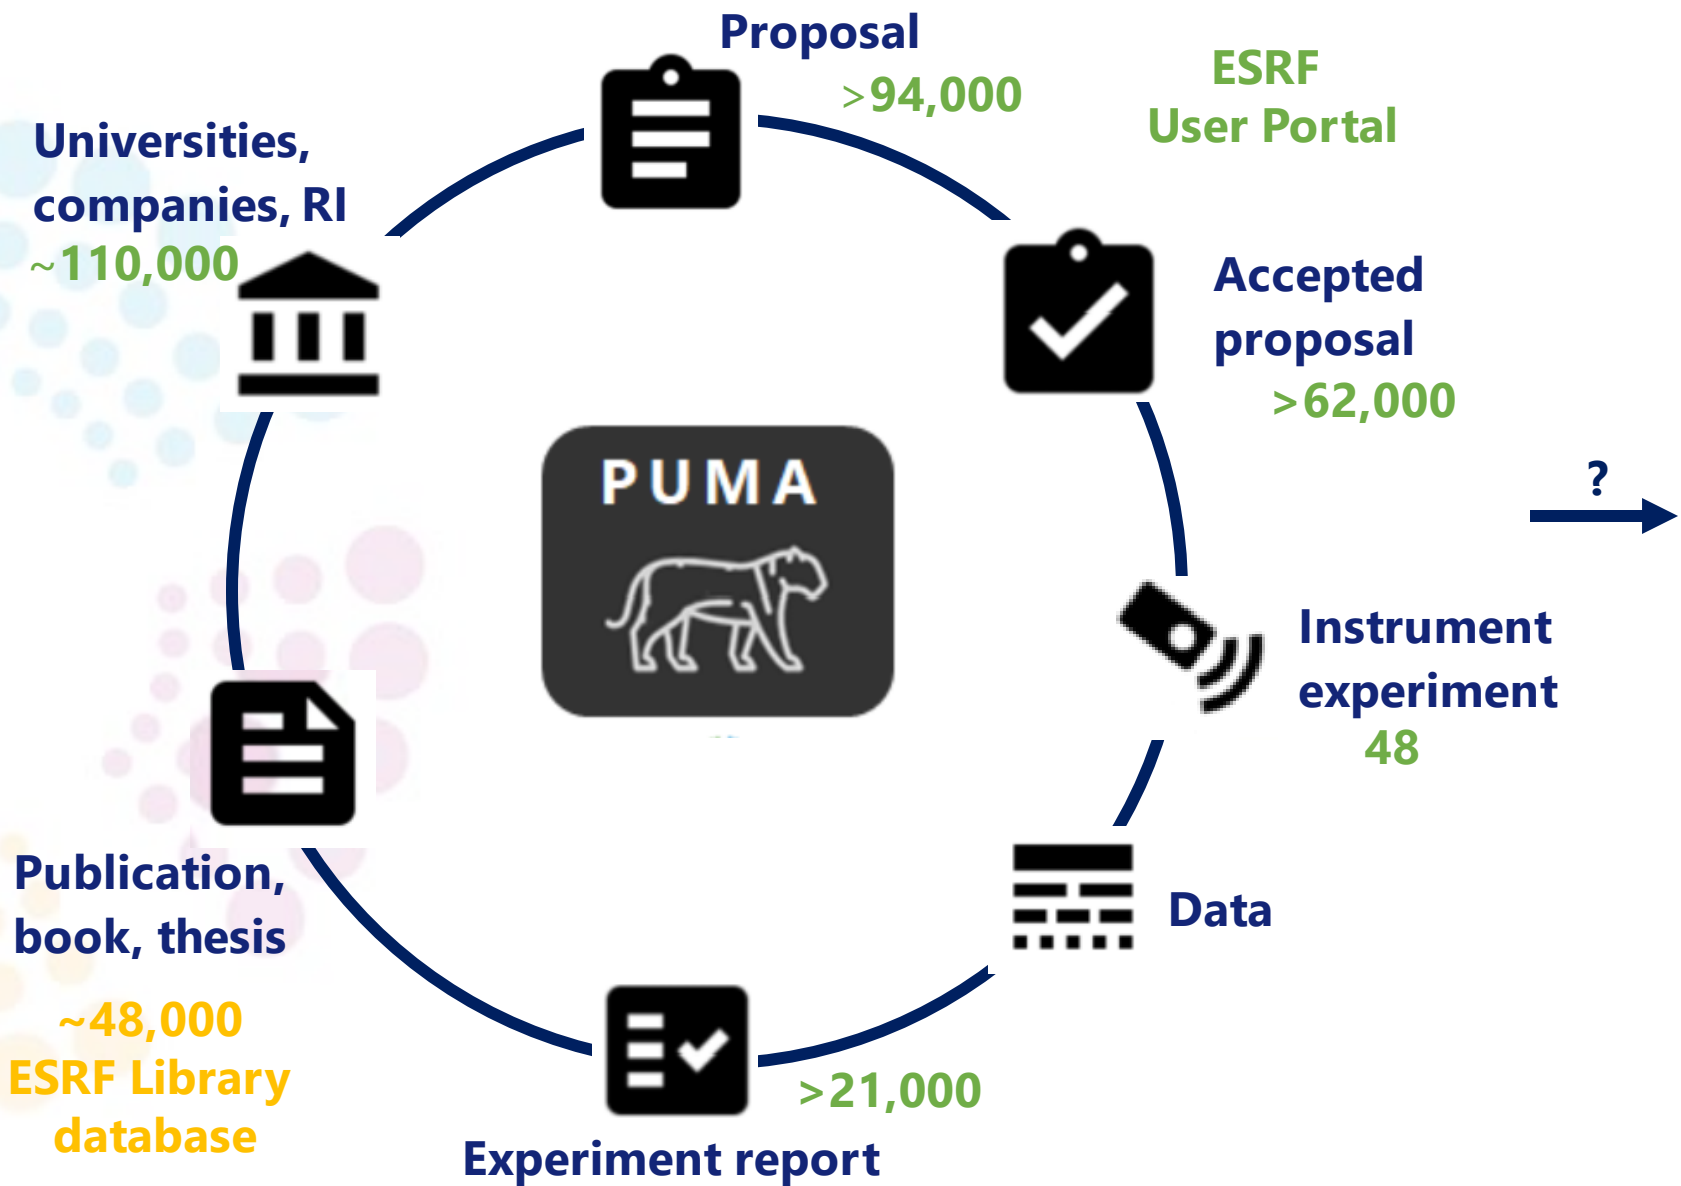 Proposal
>94,000
ESRF
User Portal
Universities,
companies, RI
~110,000
Accepted
proposal
>62,000
PUMA
?
Instrument
experiment
48
Data
Publication,
book, thesis
~48,000
ESRF Library
database
>21,000
Experiment report